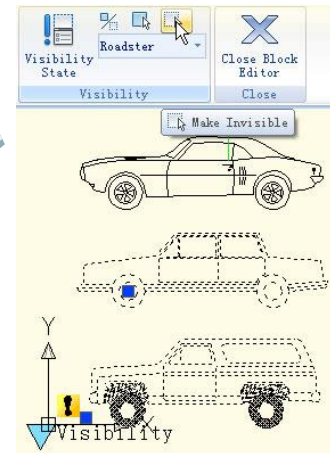 Visibility
State
Roadster
Close Block
Editor
Visibility
Close
Make Invisible
Y
X
Visibility